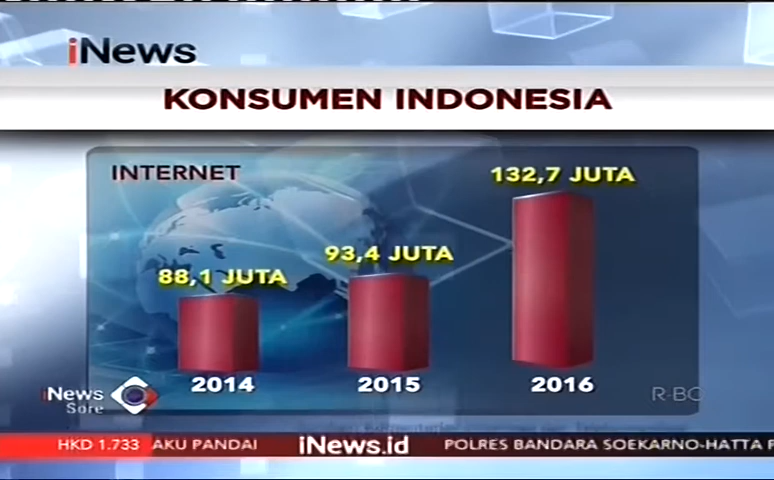 iNews
KONSUMEN INDONESIA
INTERNET
132,7 JUTA
93,4 JUTA
88,1 JUTA
2014
2015
2016
iNews
Sore
R-BC
HKD 1.733
AKU PANDAI
iNews.id
POLRES BANDARA SOEKARNO-HATTA